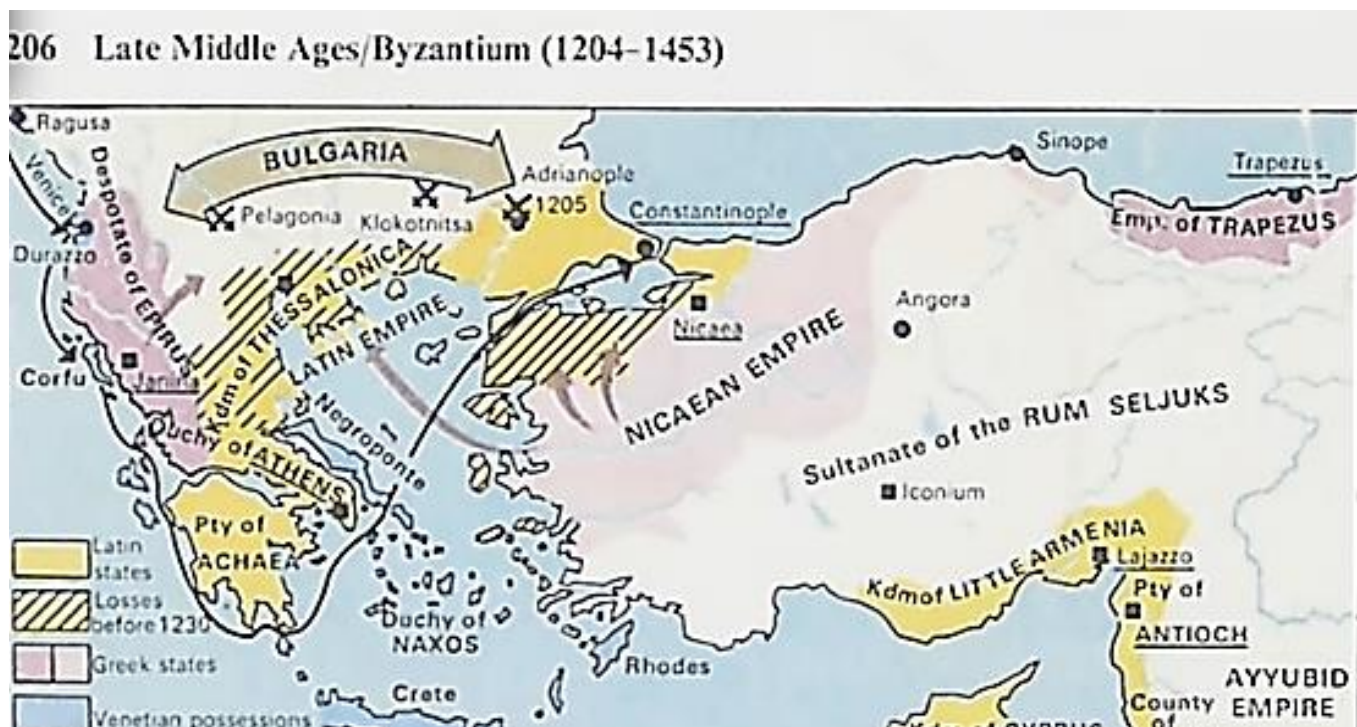 206 Late Middle Ages/Byzantium (1204–1453)
Ragusa
Venice
Durazzo
Despotate of EPIRUS
BULGARIA
Pelagonia
Klokotnitsa
Adrianople
1205
Constantinople
Sinope
Trapezus
Emp. of TRAPEZUS
Kdm of THESSALONICA
LATIN EMPIRE
Nicaea
Angora
NICAEAN EMPIRE
Corfu
Janina
Negroponte
Duchy of ATHENS
Sultanate of the RUM SELJUKS
Iconium
Pty of
ACHAEA
Kdm of LITTLE ARMENIA
Lajazzo
Pty of
ANTIOCH
Duchy of
NAXOS
Rhodes
Crete
AYYUBID
EMPIRE
County
of
Latin
states
Losses
before 1230
Greek states
Venetian possessions